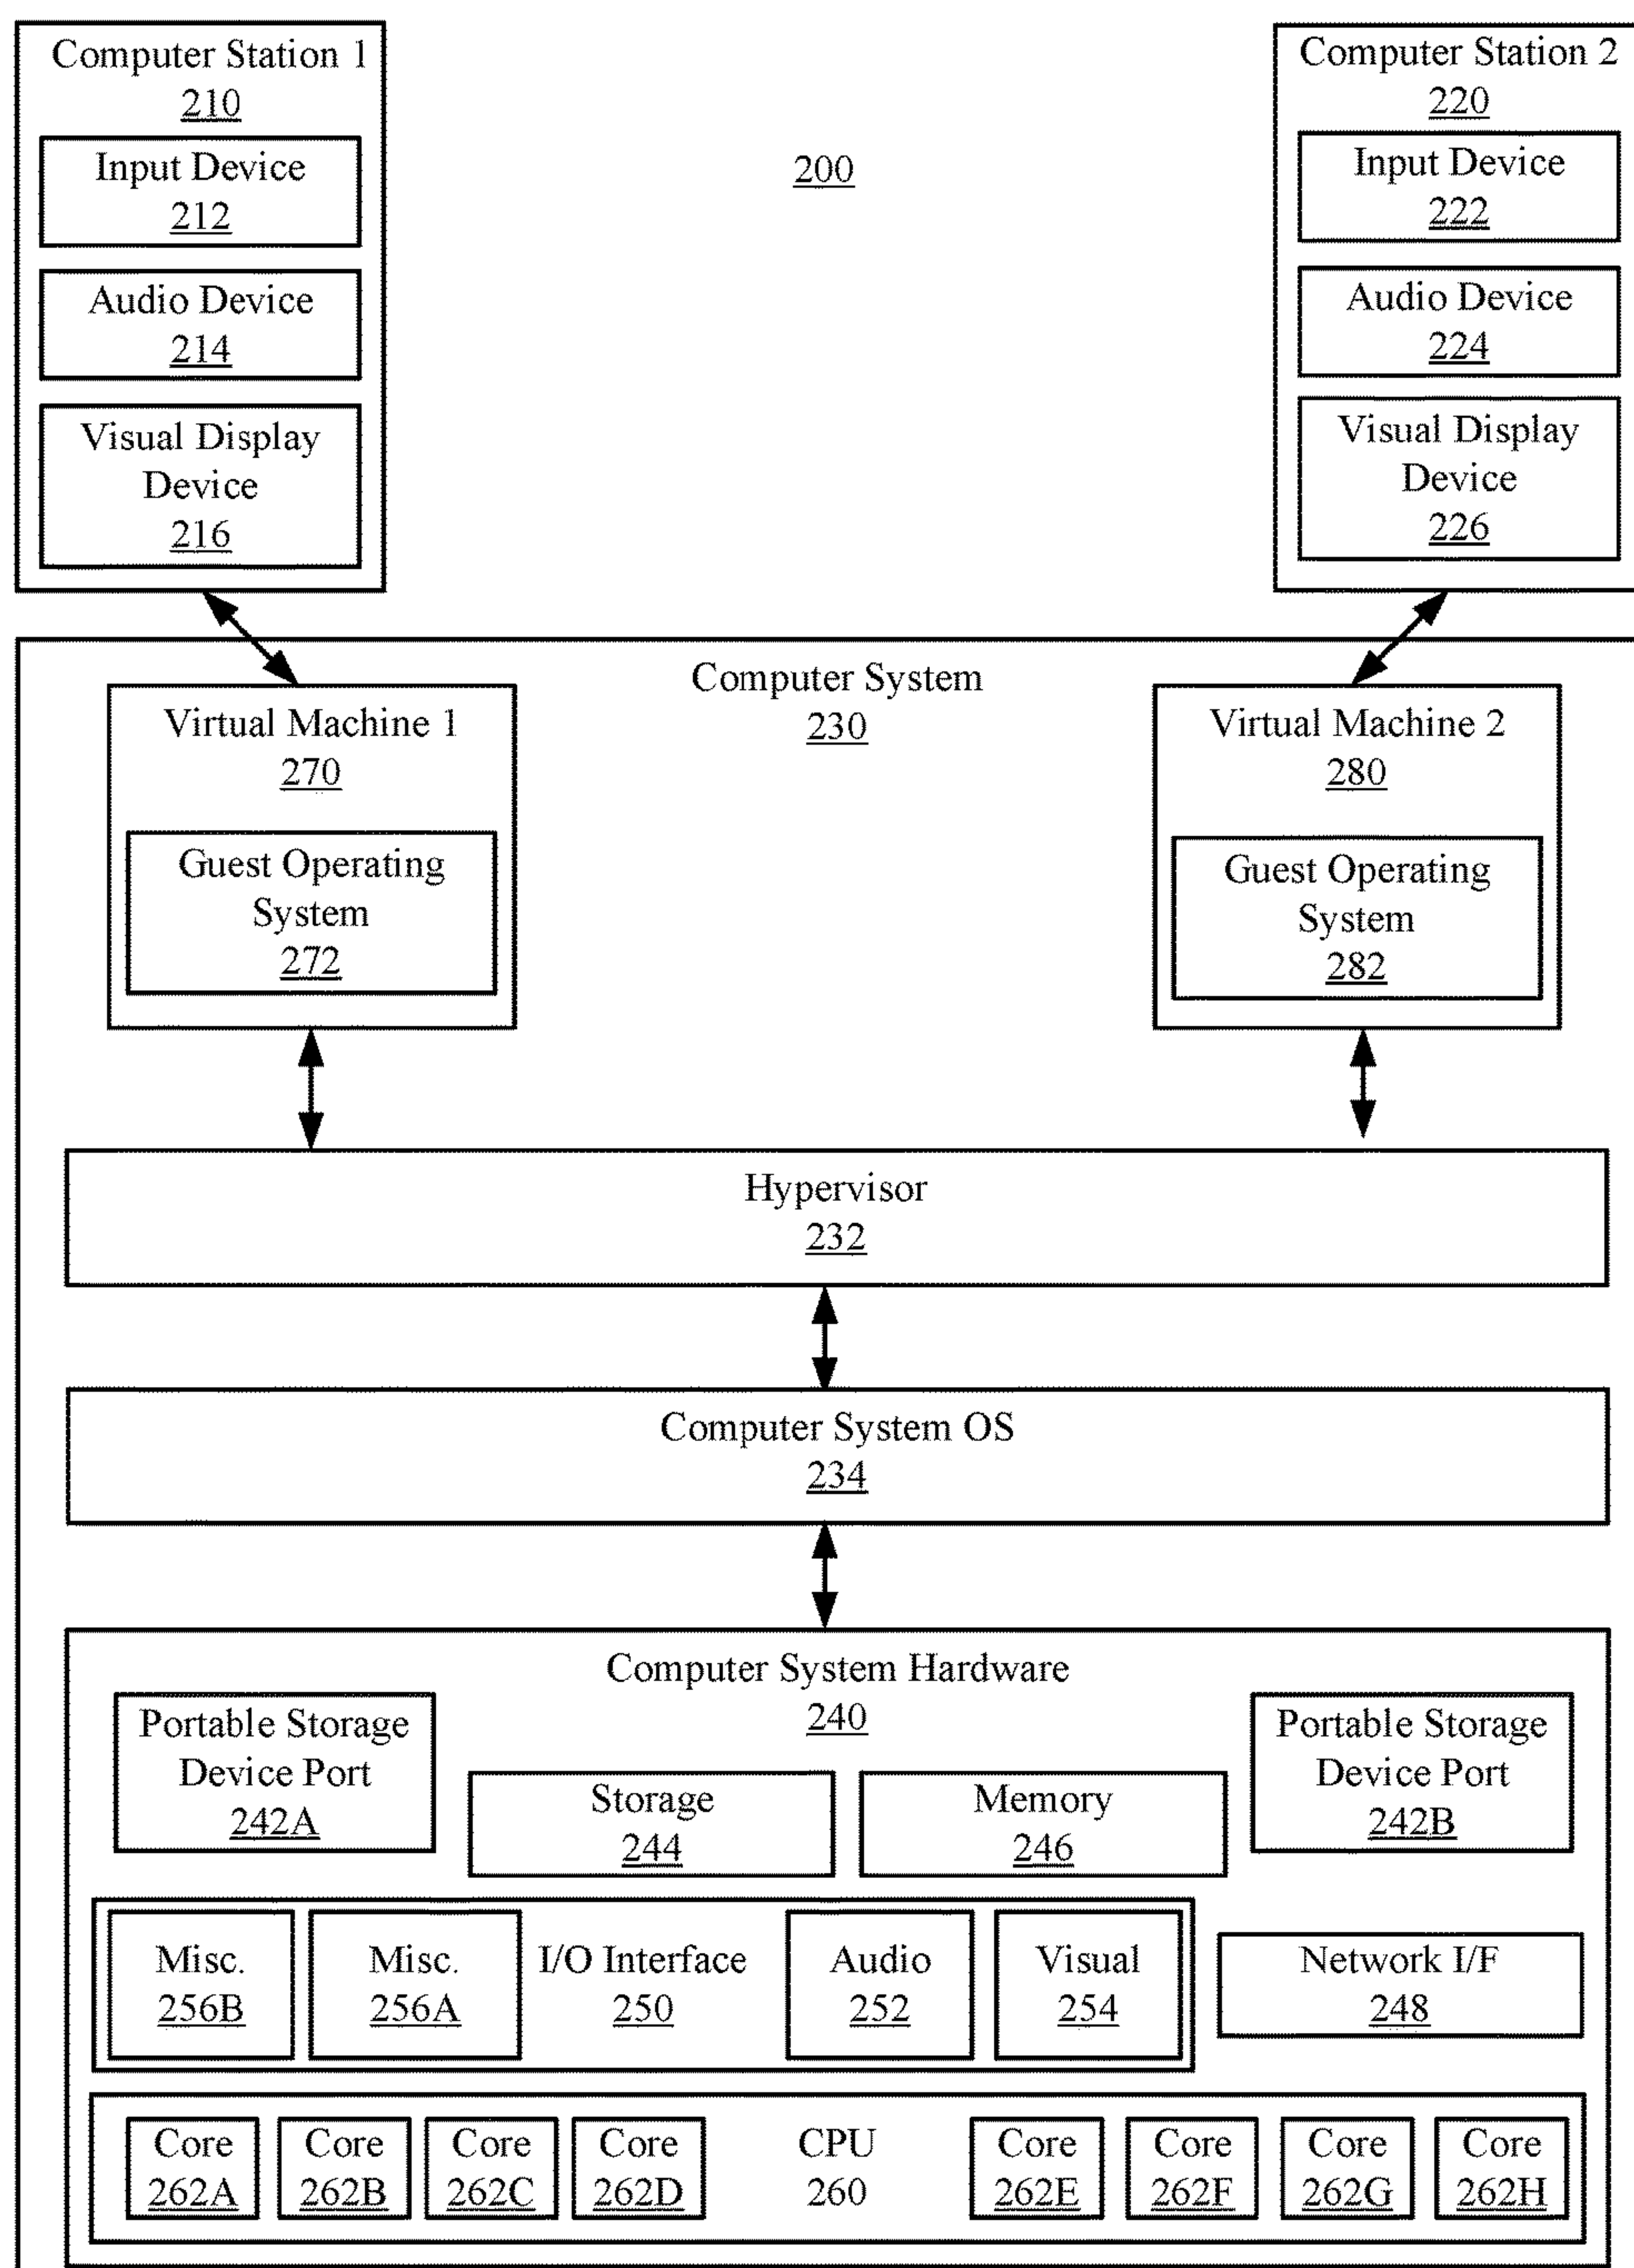 Computer Station 1
210
Input Device
212
Audio Device
214
Visual Display
Device
216
200
Computer Station 2
220
Input Device
222
Audio Device
224
Visual Display
Device
226
Computer System
230
Virtual Machine 1
270
Guest Operating
System
272
Virtual Machine 2
280
Guest Operating
System
282
Hypervisor
232
Computer System OS
234
Computer System Hardware
240
Portable Storage
Device Port
242A
Storage
244
Memory
246
Portable Storage
Device Port
242B
Misc.
256B
Misc.
256A
I/O Interface
250
Audio
252
Visual
254
Network I/F
248
Core
262A
Core
262B
Core
262C
Core
262D
CPU
260
Core
262E
Core
262F
Core
262G
Core
262H